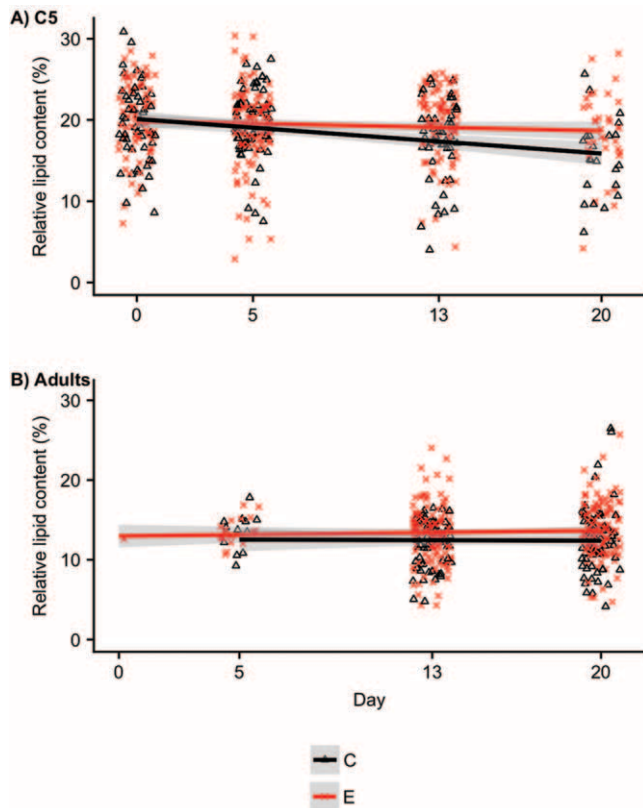 A) C5
Relative lipid content (%)
30
20
10
0
0 5 13 20
B) Adults
Relative lipid content (%)
30
20
10
0
0 5 13 20
Day
C
E